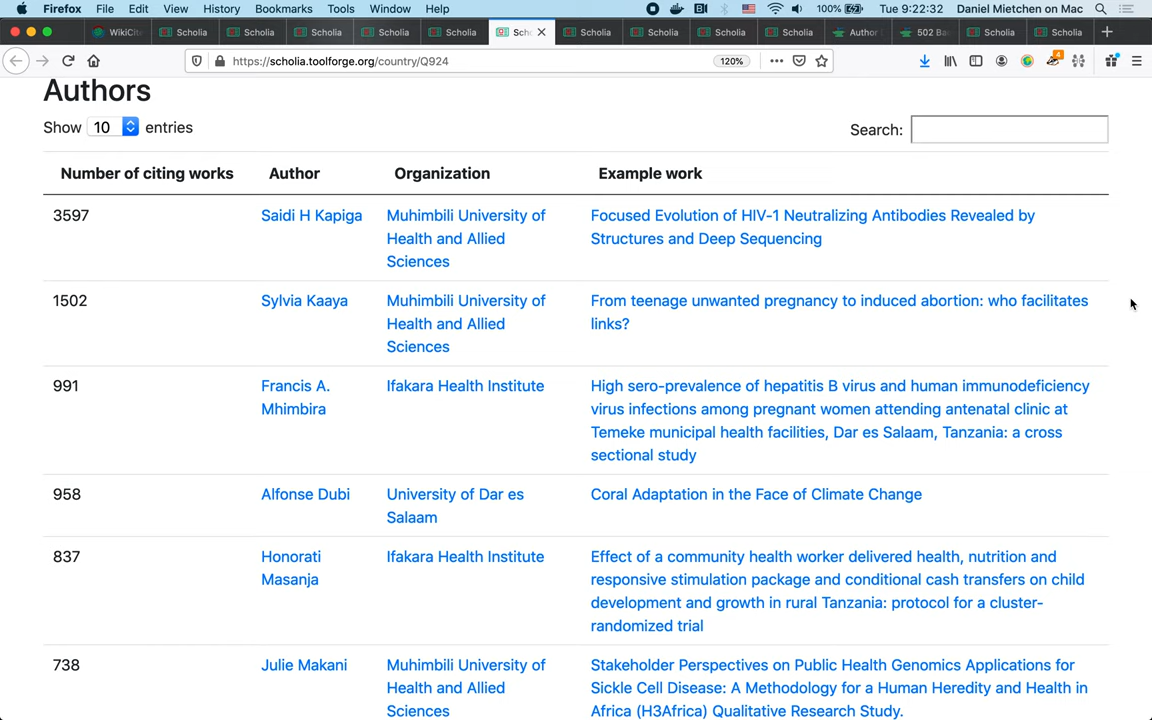 Firefox File Edit View History Bookmarks Tools Window Help 100% Tue 9:22:32 Daniel Mietchen on Mac
WikiCit Scholia Scholia Scholia Scholia Scholia Sch Scholia Scholia Scholia Scholia Author 502 Ba Scholia Scholia
https://scholia.toolforge.org/country/Q924 120% 4
Authors
Show 10 entries Search:
Number of citing works Author Organization Example work
3597 Saidi H Kapiga Muhimbili University of Focused Evolution of HIV-1 Neutralizing Antibodies Revealed by
Health and Allied Structures and Deep Sequencing
Sciences
1502 Sylvia Kaaya Muhimbili University of From teenage unwanted pregnancy to induced abortion: who facilitates
Health and Allied links?
Sciences
991 Francis A. Ifakara Health Institute High sero-prevalence of hepatitis B virus and human immunodeficiency
Mhimbira virus infections among pregnant women attending antenatal clinic at
Temeke municipal health facilities, Dar es Salaam, Tanzania: a cross
sectional study
958 Alfonse Dubi University of Dar es Coral Adaptation in the Face of Climate Change
Salaam
837 Honorati Ifakara Health Institute Effect of a community health worker delivered health, nutrition and
Masanja responsive stimulation package and conditional cash transfers on child
development and growth in rural Tanzania: protocol for a cluster-
randomized trial
738 Julie Makani Muhimbili University of Stakeholder Perspectives on Public Health Genomics Applications for
Health and Allied Sickle Cell Disease: A Methodology for a Human Heredity and Health in
Sciences Africa (H3Africa) Qualitative Research Study.